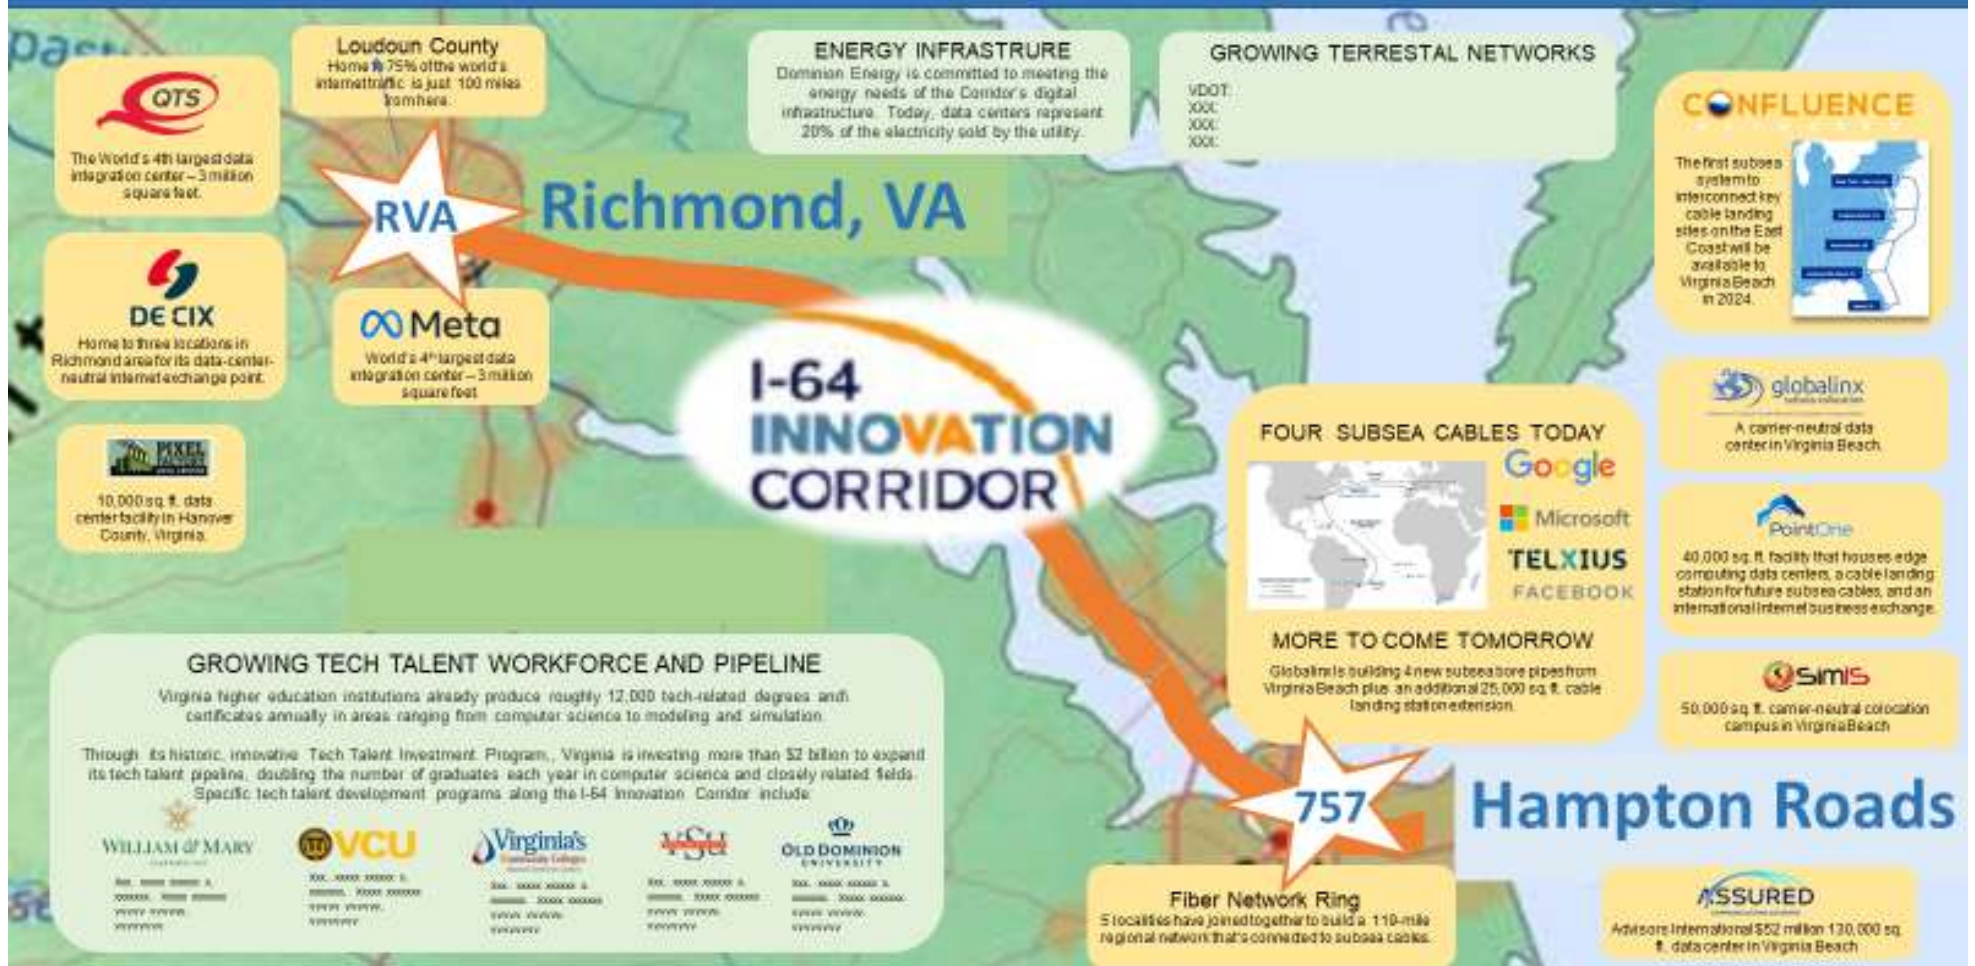 QTS
The World's 4th largest data
integration center – 3 million
square feet.
Loudoun County
Home to 75% of the world's
internet traffic is just 100 miles
from here.
DE CIX
Home to three locations in
Richmond area for its data-center-
neutral Internet exchange point.
PIXEL
10,000 sq. ft. data
center facility in Hanover
County, Virginia.
RVA
Richmond, VA
Meta
World's 4th largest data
integration center – 3 million
square feet
ENERGY INFRASTRURE
Dominion Energy is committed to meeting the
energy needs of the Corridor's digital
infrastructure. Today, data centers represent
20% of the electricity sold by the utility.
GROWING TERRESTAL NETWORKS
VDOT:
XXX:
XXX:
XXX:
I-64
INNOVATION
CORRIDOR
CONFLUENCE
The first subsea
system to
interconnect key
cable landing
sites on the East
Coast will be
available to
Virginia Beach
in 2024.
globalinx
A carrier-neutral data
center in Virginia Beach.
PointOne
40,000 sq. ft. facility that houses edge
computing data centers, a cable landing
station for future subsea cables, and an
international Internet business exchange.
SimIS
50,000 sq. ft. carrier-neutral colocation
campus in Virginia Beach
FOUR SUBSEA CABLES TODAY
Google
Microsoft
TELXIUS
FACEBOOK
MORE TO COME TOMORROW
Globalinx is building 4 new subsea bore pipes from
Virginia Beach plus an additional 25,000 sq. ft. cable
landing station extension.
757
Hampton Roads
Fiber Network Ring
5 localities have joined together to build a 119-mile
regional network that's connected to subsea cables.
ASSURED
Advisors International $52 million 130,000 sq.
ft. data center in Virginia Beach
GROWING TECH TALENT WORKFORCE AND PIPELINE
Virginia higher education institutions already produce roughly 12,000 tech-related degrees and
certificates annually in areas ranging from computer science to modeling and simulation.
Through its historic, innovative Tech Talent Investment Program,, Virginia is investing more than $2 billion to expand
its tech talent pipeline, doubling the number of graduates each year in computer science and closely related fields.
Specific tech talent development programs along the I-64 Innovation Corridor include:
WILLIAM & MARY
VCU
Virginia's
Community Colleges
VSU
OLD DOMINION
UNIVERSITY